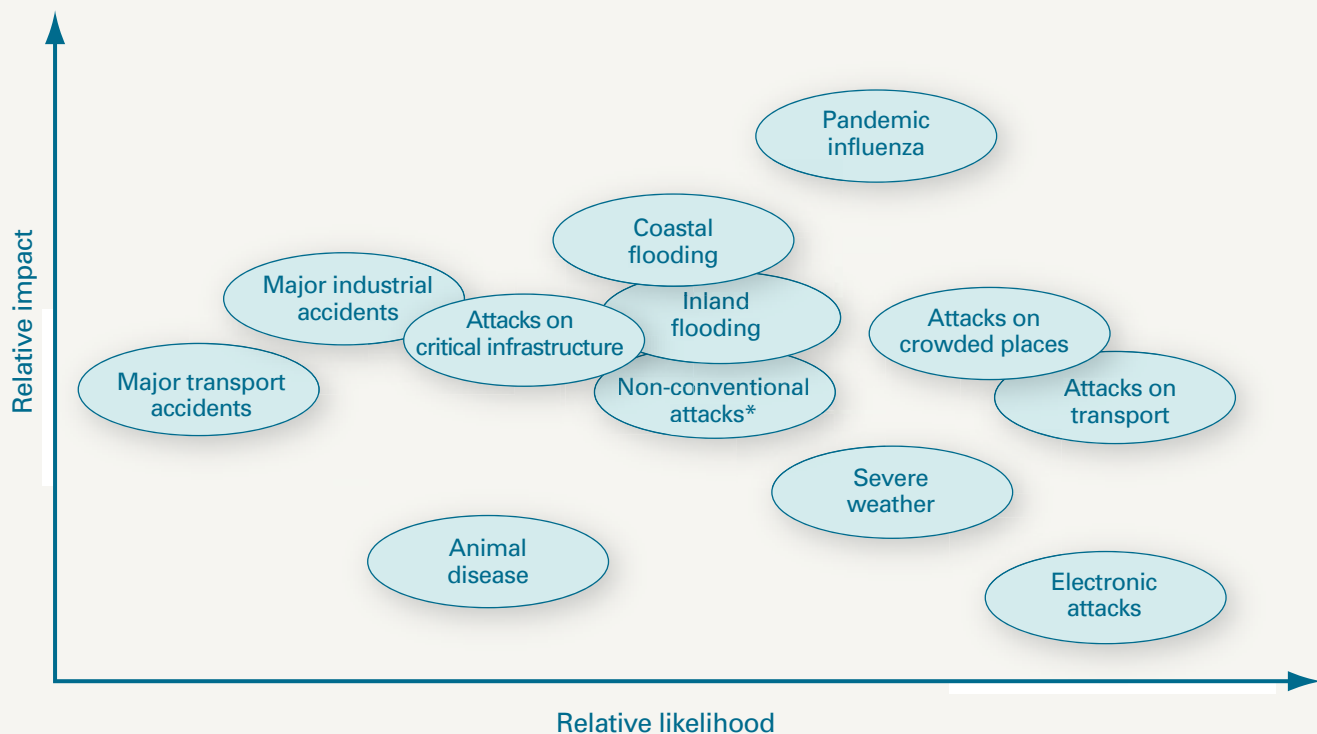 Pandemic
influenza
Coastal
flooding
Major industrial
accidents
Inland
flooding
Attacks on
critical infrastructure
Attacks on
crowded places
Major transport
accidents
Non-conventional
attacks*
Attacks on
transport
Severe
weather
Animal
disease
Electronic
attacks
Relative impact
Relative likelihood